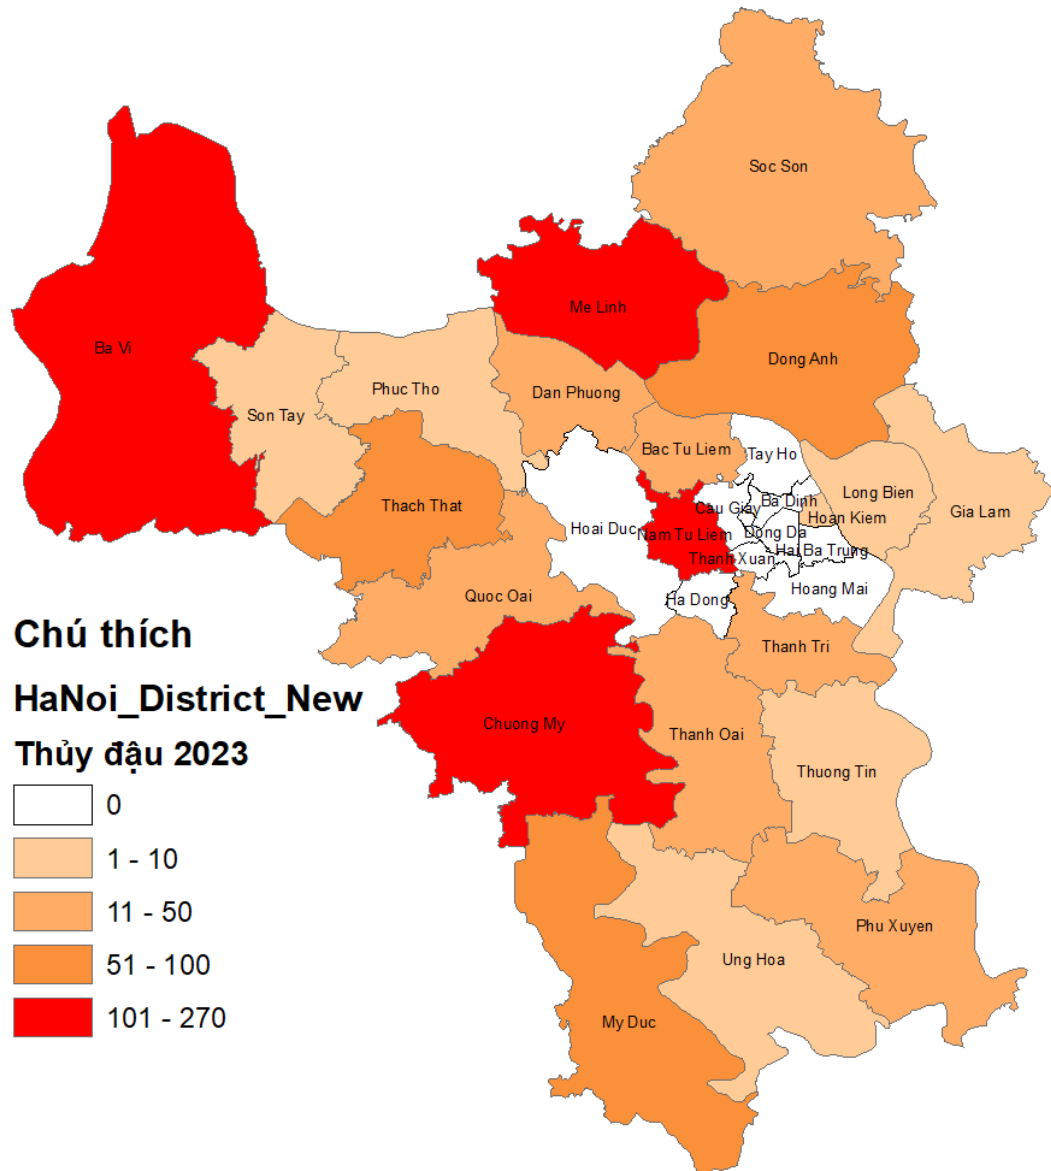 Soc Son
Me Linh
Ba Vi
Dong Anh
Phuc Tho
Dan Phuong
Son Tay
Bac Tu Liem
Tay Ho
Long Bien
Thach That
Cau Giay
Ba Dinh
Hoan Kiem
Gia Lam
Hoai Duc
Nam Tu Liem
Dong Da
Thanh Xuan
Hai Ba Trung
Quoc Oai
Ha Dong
Hoang Mai
Thanh Tri
Chú thích
HaNoi_District_New
Chuong My
Thanh Oai
Thủy đậu 2023
Thuong Tin
0
1 - 10
11 - 50
Phu Xuyen
51 - 100
Ung Hoa
101 - 270
My Duc